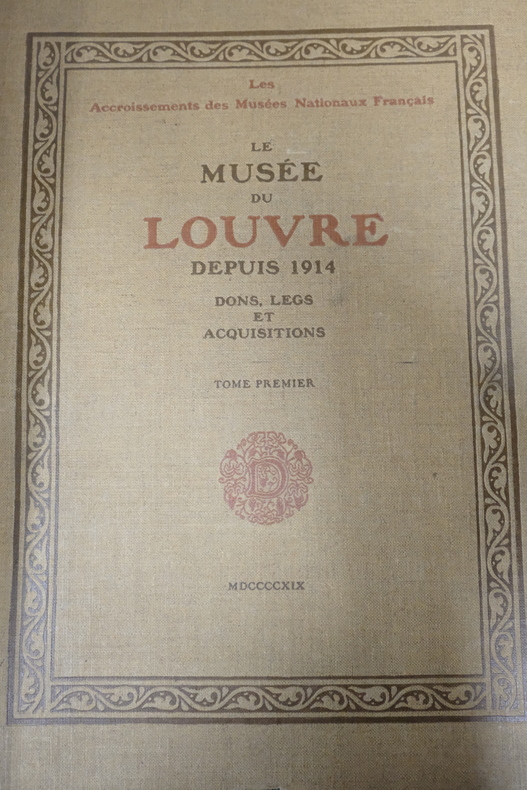 Les
Accroissements des Musées Nationaux Français
LE
MUSÉE
DU
LOUVRE
DEPUIS 1914
DONS, LEGS
ET
ACQUISITIONS
TOME PREMIER
D
MDCCCCXIX